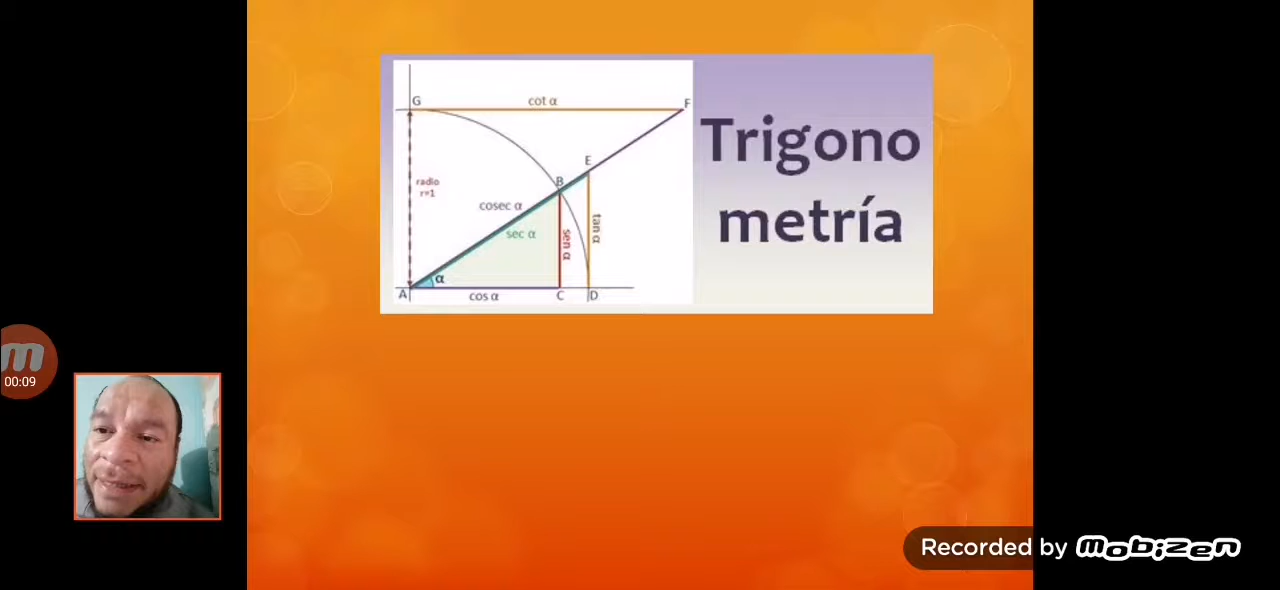 G
cot α
F
Trigono
metría
E
B
radio
r=1
cosec α
sec α
sen α
tan α
α
A
cos α
C
D
m
00:09
Recorded by mobizen